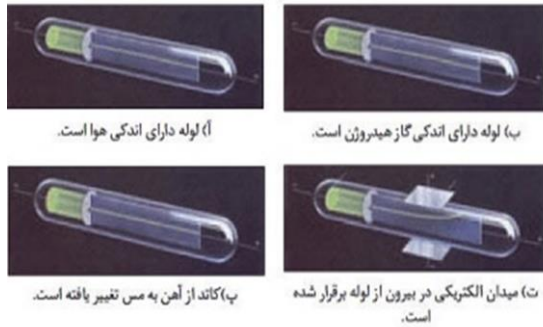 آ) لوله دارای اندکی هوا است.
ب) لوله دارای اندکی گاز هیدروژن است.
پ)کاتد از آهن به مس تغییر یافته است.
ت) میدان الکتریکی در بیرون از لوله برقرار شده
است.